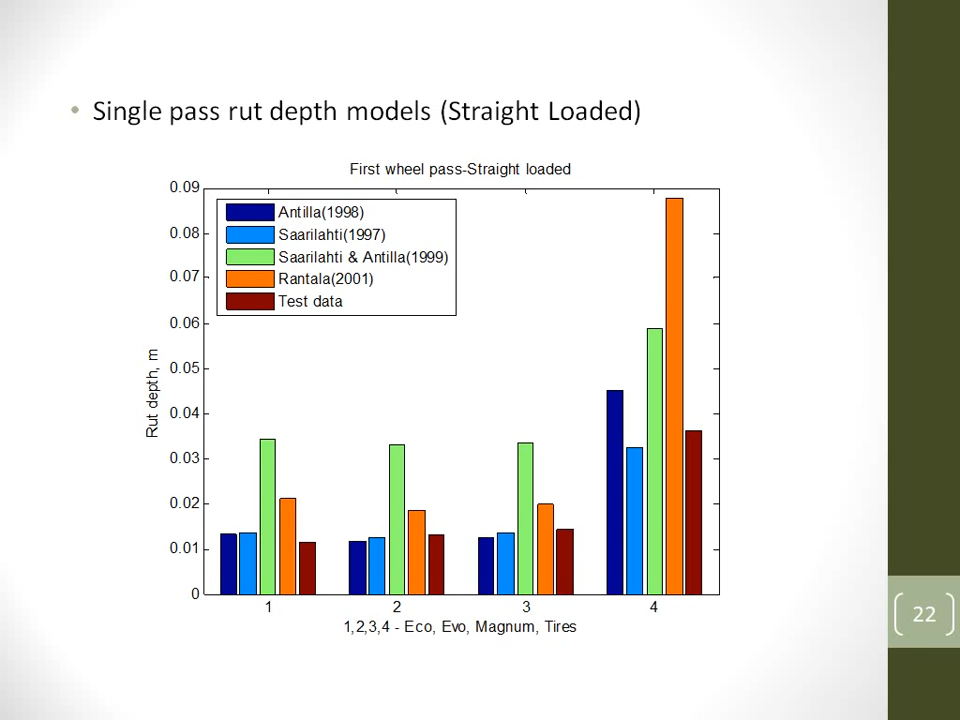 • Single pass rut depth models (Straight Loaded)
First wheel pass-Straight loaded
0.09
0.08
0.07
0.06
0.05
0.04
0.03
0.02
0.01
0
Rut depth, m
Antilla(1998)
Saarilahti(1997)
Saarilahti & Antilla(1999)
Rantala(2001)
Test data
1 2 3 4
1,2,3,4 - Eco, Evo, Magnum, Tires
22